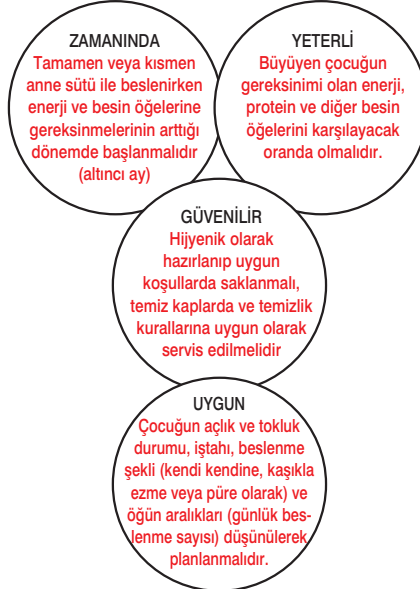 ZAMANINDA
Tamamen veya kısmen
anne sütü ile beslenirken
enerji ve besin öğelerine
gereksinmelerinin arttığı
dönemde başlanmalıdır
(altıncı ay)
YETERLİ
Büyüyen çocuğun
gereksinimi olan enerji,
protein ve diğer besin
öğelerini karşılayacak
oranda olmalıdır.
GÜVENİLİR
Hijyenik olarak
hazırlanıp uygun
koşullarda saklanmalı,
temiz kaplarda ve temizlik
kurallarına uygun olarak
servis edilmelidir
UYGUN
Çocuğun açlık ve tokluk
durumu, iştahı, beslenme
şekli (kendi kendine, kaşıkla
ezme veya püre olarak) ve
öğün aralıkları (günlük bes-
lenme sayısı) düşünülerek
planlanmalıdır.